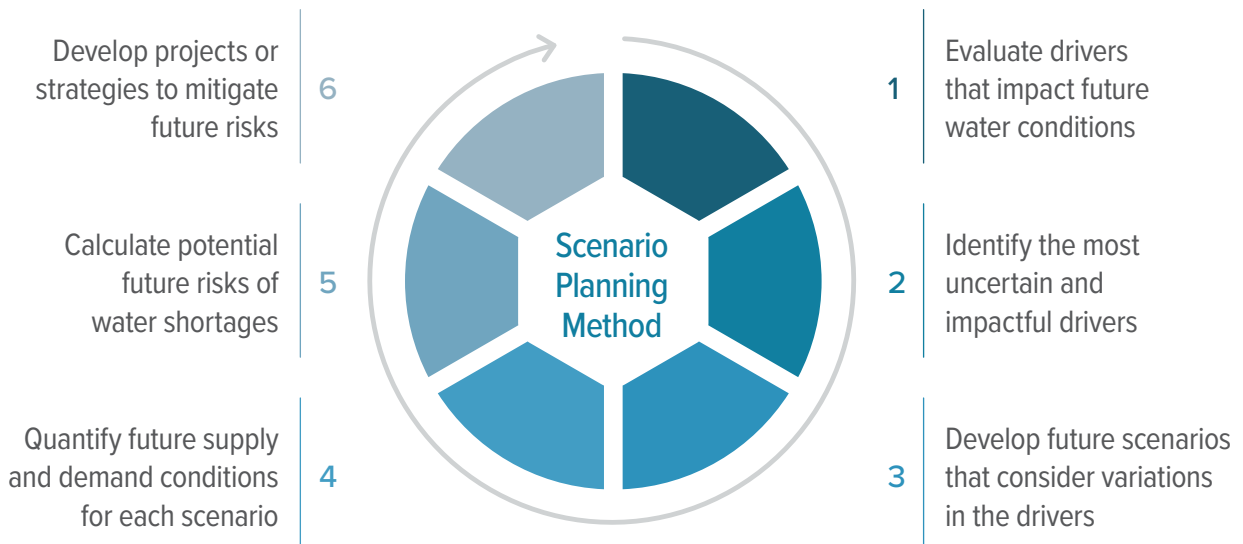 Scenario
Planning
Method
1
Evaluate drivers
that impact future
water conditions
2
Identify the most
uncertain and
impactful drivers
3
Develop future scenarios
that consider variations
in the drivers
4
Quantify future supply
and demand conditions
for each scenario
5
Calculate potential
future risks of
water shortages
6
Develop projects or
strategies to mitigate
future risks